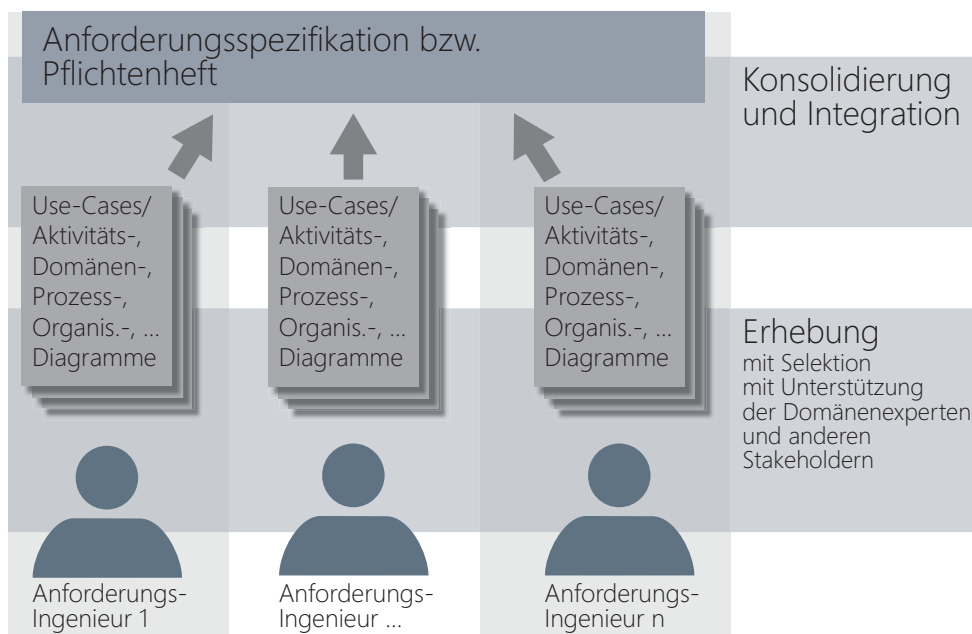 Anforderungsspezifikation bzw.
Pflichtenheft
Konsolidierung
und Integration
Use-Cases/
Aktivitäts-,
Domänen-,
Prozess-,
Organis.-, ...
Diagramme
Use-Cases/
Aktivitäts-,
Domänen-,
Prozess-,
Organis.-, ...
Diagramme
Use-Cases/
Aktivitäts-,
Domänen-,
Prozess-,
Organis.-, ...
Diagramme
Erhebung
mit Selektion
mit Unterstützung
der Domänenexperten
und anderen
Stakeholdern
Anforderungs-
Ingenieur 1
Anforderungs-
Ingenieur ...
Anforderungs-
Ingenieur n